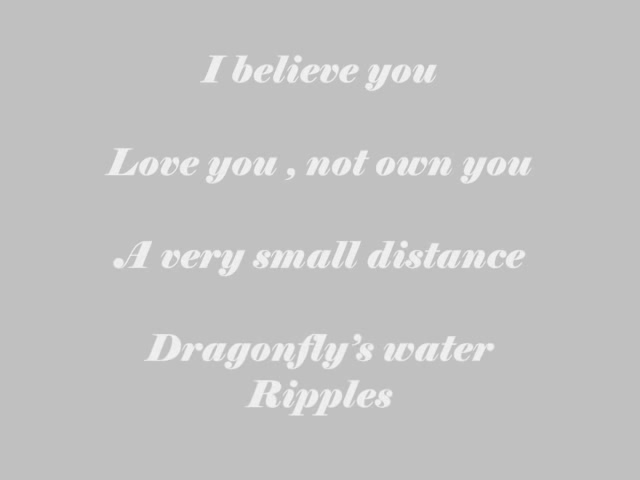 I believe you
Love you , not own you
A very small distance
Dragonfly’s water
Ripples